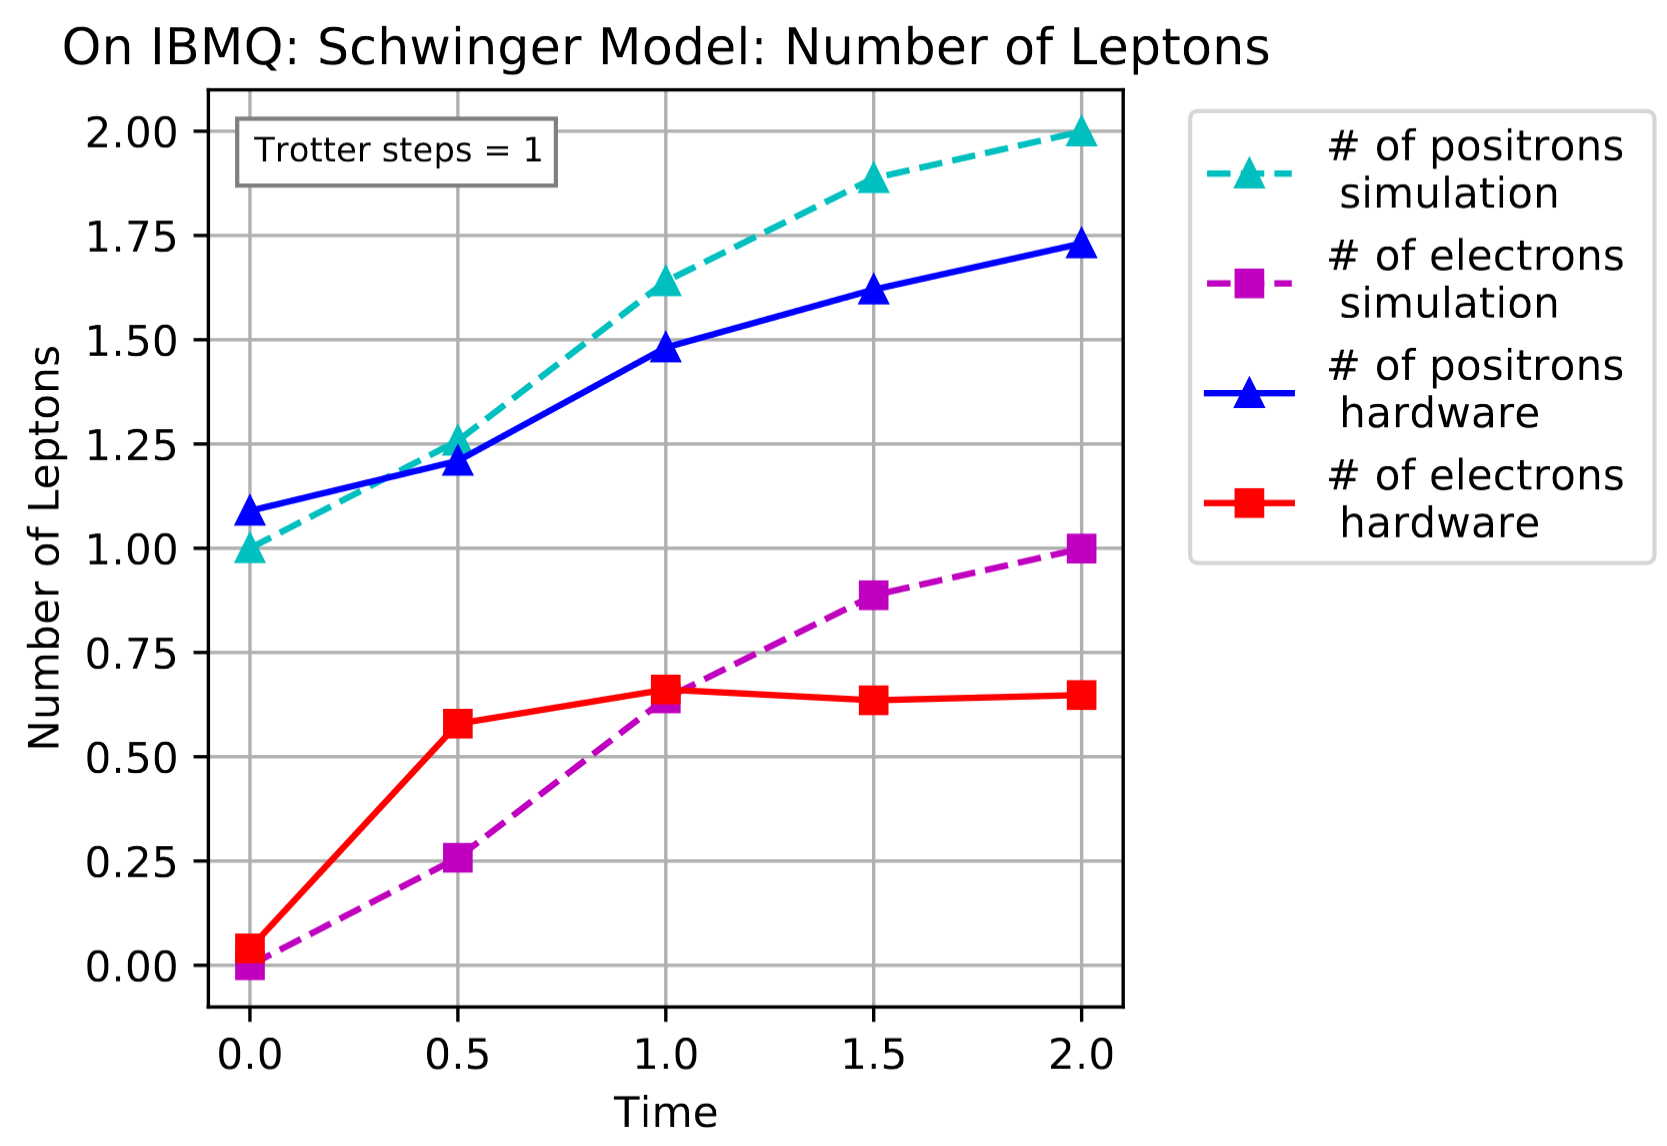 On IBMQ: Schwinger Model: Number of Leptons
Trotter steps = 1
2.00
1.75
1.50
1.25
1.00
0.75
0.50
0.25
0.00
Number of Leptons
0.0 0.5 1.0 1.5 2.0
Time
# of positrons
simulation
# of electrons
simulation
# of positrons
hardware
# of electrons
hardware